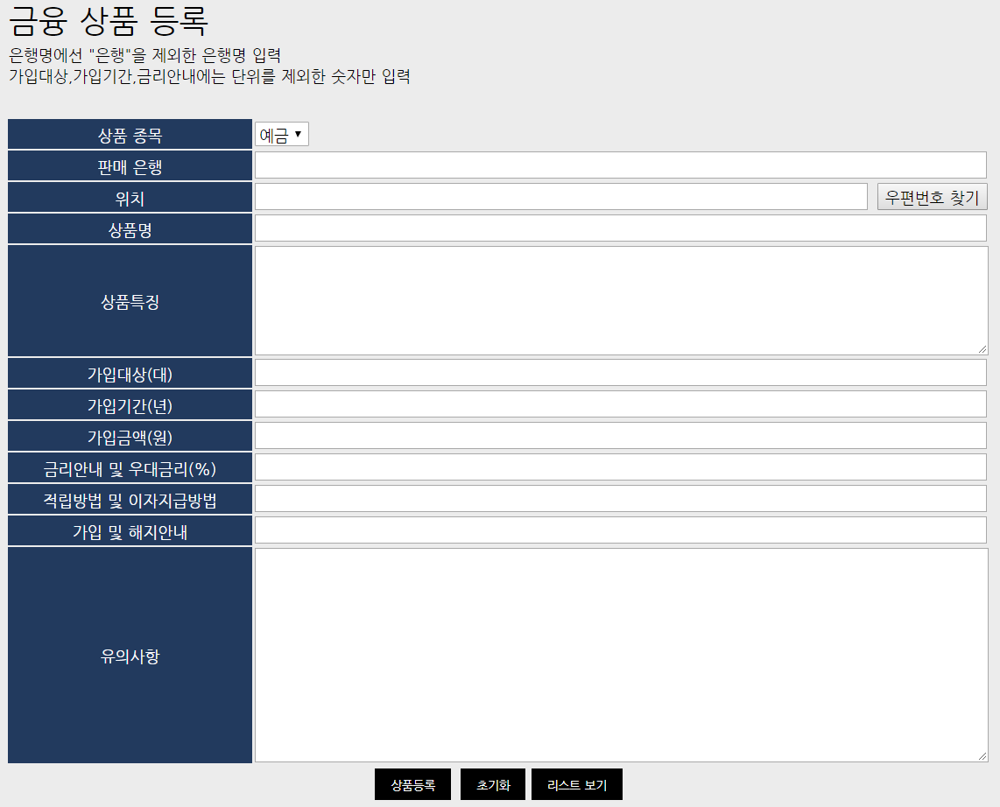 금융 상품 등록
은행명에선 "은행"을 제외한 은행명 입력
가입대상,가입기간,금리안내에는 단위를 제외한 숫자만 입력
상품 종목 예금 ▼
판매 은행
위치 우편번호 찾기
상품명
상품특징
가입대상(대)
가입기간(년)
가입금액(원)
금리안내 및 우대금리(%)
적립방법 및 이자지급방법
가입 및 해지안내
유의사항
상품등록 초기화 리스트 보기